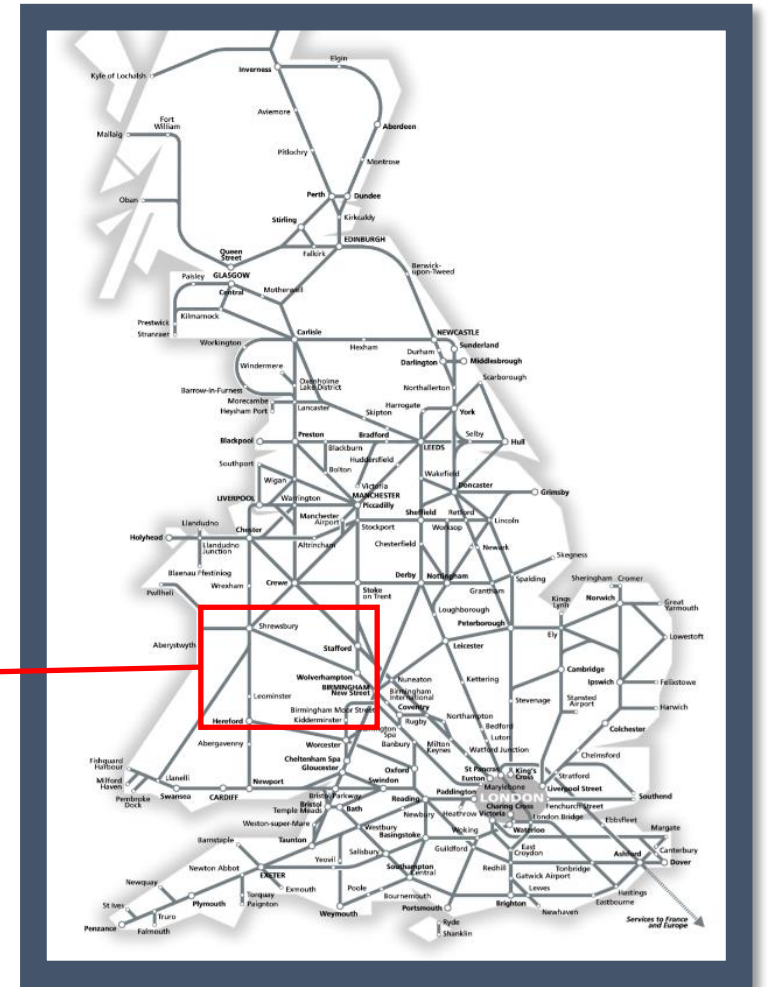 Elgin
Inverness
Kyle of Lochalsh
Aviemore
Fort
William
Aberdeen
Mallaig
Pitlochry
Montrose
Perth
Dundee
Oban
Stirling
Kirkcaldy
EDINBURGH
Queen
Street
Falkirk
Berwick-
upon-Tweed
Paisley
GLASGOW
Central
Motherwell
Kilmarnock
Prestwick
Stranraer
Carlisle
NEWCASTLE
Workington
Hexham
Durham
Sunderland
Darlington
Middlesbrough
Windermere
Scarborough
Oxenholme
Lake District
Barrow-in-Furness
Northallerton
Morecambe
Heysham Port
Lancaster
Harrogate
York
Skipton
Blackpool
Preston
Bradford
Selby
Hull
Blackburn
LEEDS
Huddersfield
Southport
Bolton
Wakefield
Wigan
Victoria
Doncaster
LIVERPOOL
Warrington
MANCHESTER
Piccadilly
Grimsby
Manchester
Airport
Sheffield
Retford
Llandudno
Chester
Stockport
Worksop
Lincoln
Holyhead
Llandudno
Junction
Altrincham
Chesterfield
Newark
Skegness
Blaenau Ffestiniog
Wrexham
Crewe
Derby
Nottingham
Spalding
Sheringham
Cromer
Pwllheli
Stoke
on Trent
Grantham
Kings
Lynn
Norwich
Great
Yarmouth
Loughborough
Peterborough
Shrewsbury
Ely
Lowestoft
Aberystwyth
Stafford
Leicester
Wolverhampton
Cambridge
BIRMINGHAM
New Street
Nuneaton
Kettering
Ipswich
Felixstowe
Birmingham
International
Leominster
Stansted
Airport
Birmingham Moor Street
Coventry
Stevenage
Harwich
Hereford
Kidderminster
Rugby
Northampton
Bedford
Colchester
Spa
Abergavenny
Worcester
Banbury
Milton
Keynes
Luton
Watford Junction
Chelmsford
Fishguard
Harbour
Cheltenham Spa
Gloucester
Oxford
St Pancras
King's
Cross
Stratford
Milford
Haven
Llanelli
Newport
Swindon
Euston
Marylebone
Liverpool Street
Pembroke
Dock
Swansea
CARDIFF
Bristol Parkway
Reading
Paddington
LONDON
Southend
Bristol
Temple Meads
Bath
Newbury
Heathrow
Victoria
Charing Cross
Fenchurch Street
London Bridge
Ebbsfleet
Weston-super-Mare
Westbury
Basingstoke
Woking
Waterloo
Margate
Barnstaple
Taunton
Salisbury
Guildford
East
Croydon
Ashford
Canterbury
Dover
Newton Abbot
Yeovil
Southampton
Central
Redhill
Gatwick Airport
Tonbridge
EXETER
Newquay
Exmouth
Poole
Lewes
Hastings
Torquay
Paignton
Bournemouth
Eastbourne
St Ives
Plymouth
Weymouth
Portsmouth
Brighton
Newhaven
Truro
Penzance
Falmouth
Ryde
Shanklin
Services to France
and Europe